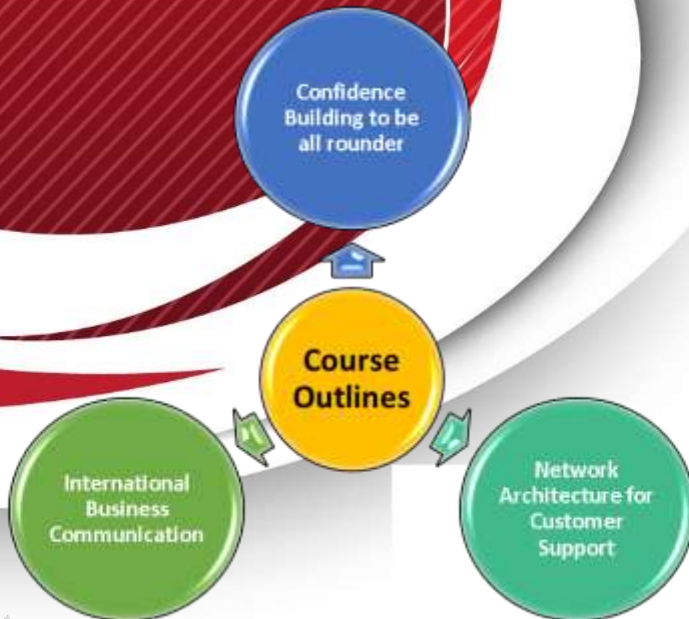 Confidence
Building to be
all rounder
Course
Outlines
International
Business
Communication
Network
Architecture for
Customer
Support